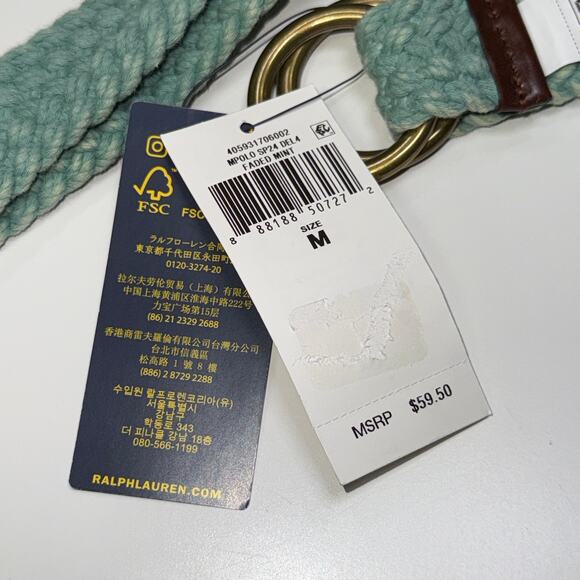 405931706002
MPOLO SP24 DEL4
FADED MINT
8 88188 50727 2
SIZE
M
MSRP $59.50
FSC
FSC
ラルフローレン合同
東京都千代田区永田町
0120-3274-20
拉尔夫劳伦贸易（上海）有限公
中国上海黄浦区淮海中路222号
力宝广场第15层
(86) 21 2329 2688
香港商雷夫羅倫有限公司台灣分公司
台北市信義區
松高路 1 號 8 樓
(886) 2 8729 2288
수입원 랄프로렌코리아(유)
서울특별시
강남구
학동로 343
더 피나클 강남 18층
080-566-1199
RALPHLAUREN.COM